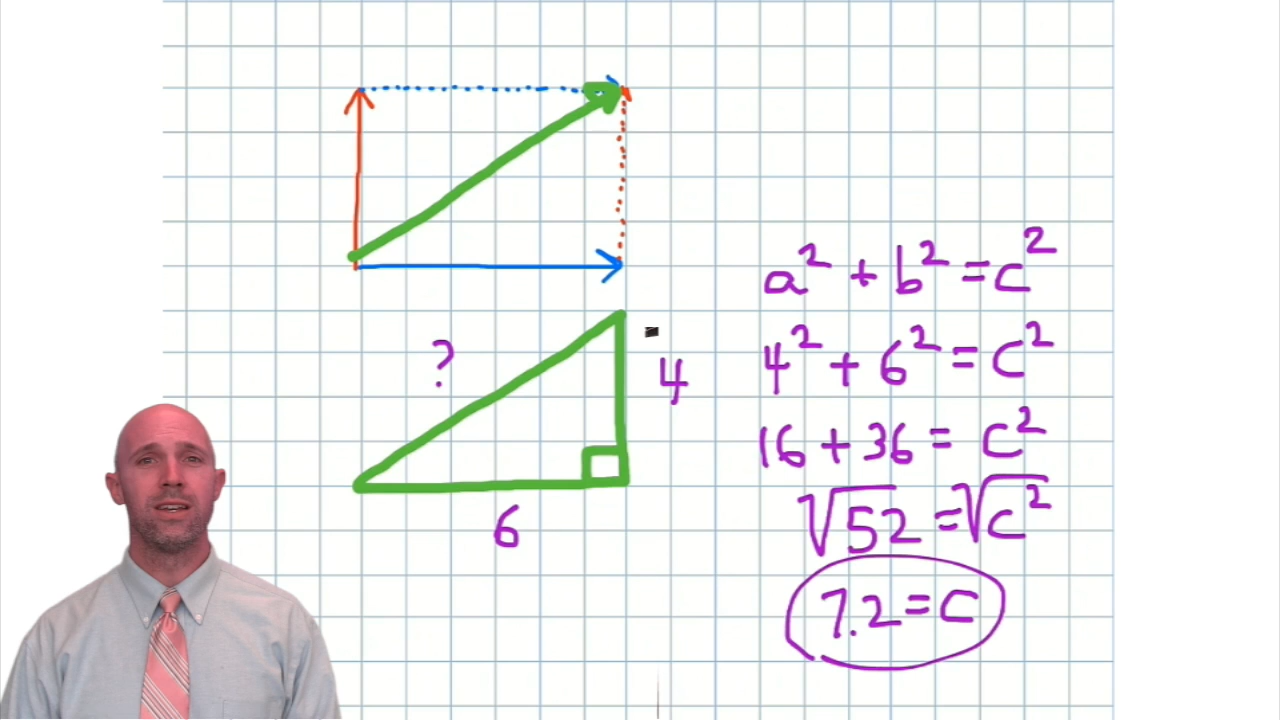 ? 4
6
a² + b² = c²
4² + 6² = c²
16 + 36 = c²
√52 = √c²
7.2 = c